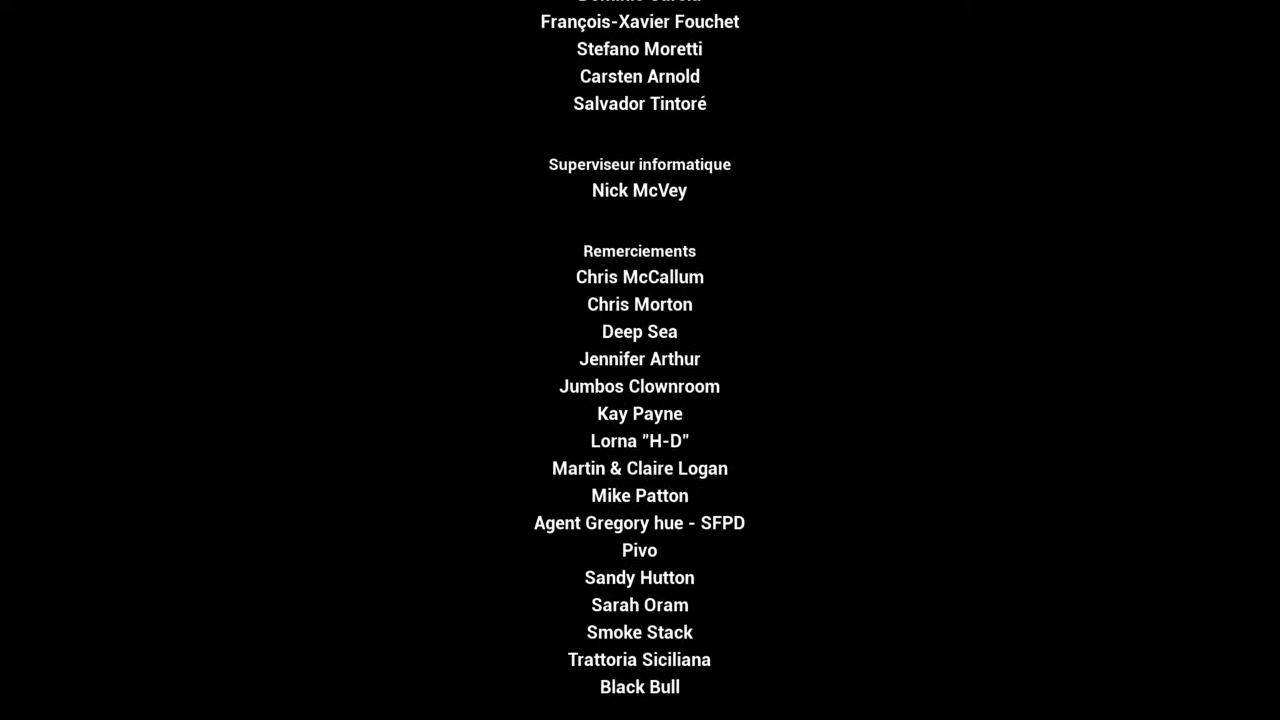 François-Xavier Fouchet
Stefano Moretti
Carsten Arnold
Salvador Tintoré
Superviseur informatique
Nick McVey
Remerciements
Chris McCallum
Chris Morton
Deep Sea
Jennifer Arthur
Jumbos Clownroom
Kay Payne
Lorna "H-D"
Martin & Claire Logan
Mike Patton
Agent Gregory hue - SFPD
Pivo
Sandy Hutton
Sarah Oram
Smoke Stack
Trattoria Siciliana
Black Bull